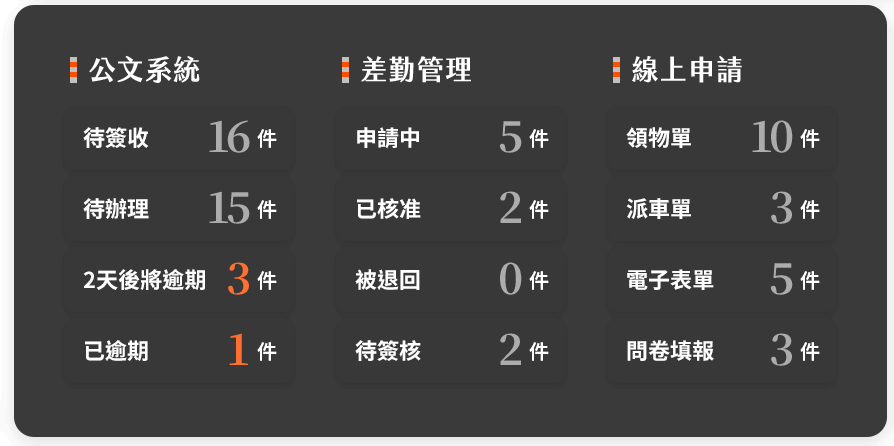 公文系統
待簽收 16 件
待辦理 15 件
2天後將逾期 3 件
已逾期 1 件
差勤管理
申請中 5 件
已核准 2 件
被退回 0 件
待簽核 2 件
線上申請
領物單 10 件
派車單 3 件
電子表單 5 件
問卷填報 3 件